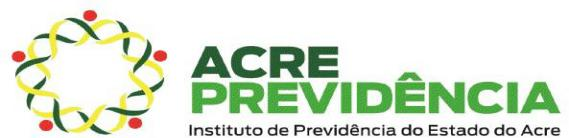 ACRE
PREVIDÊNCIA
Instituto de Previdência do Estado do Acre